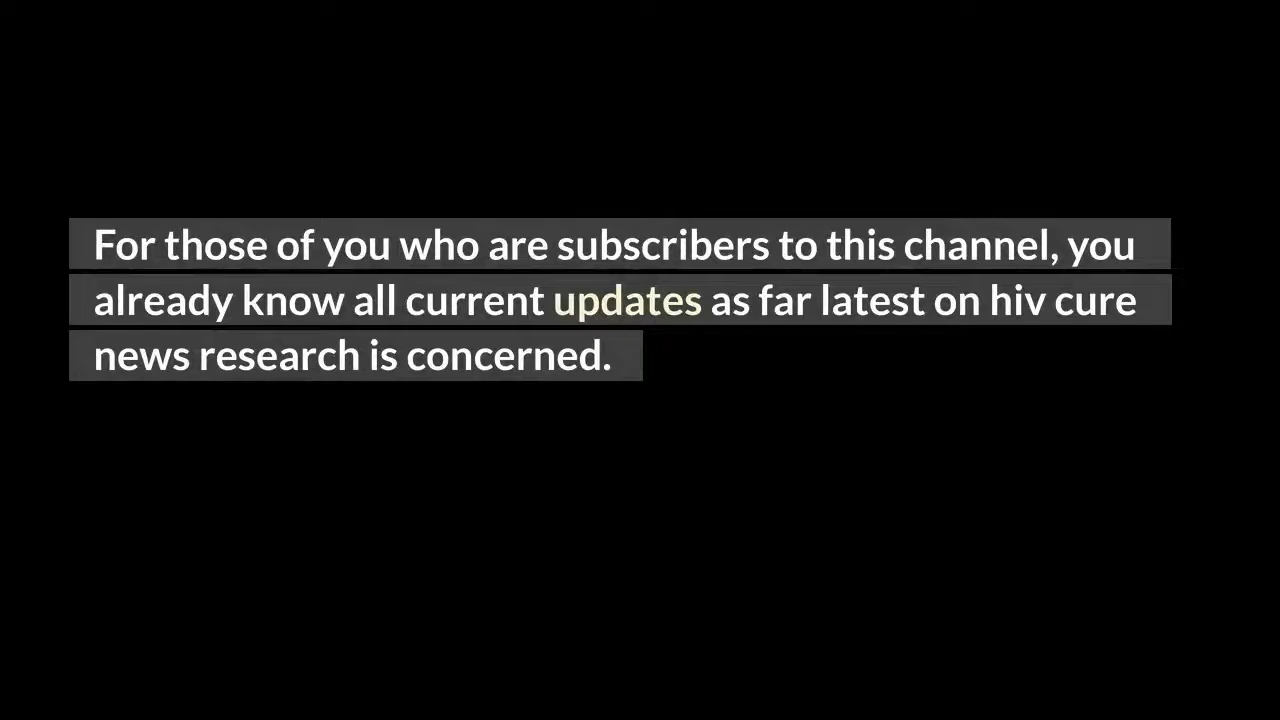 For those of you who are subscribers to this channel, you
already know all current updates as far latest on hiv cure
news research is concerned.